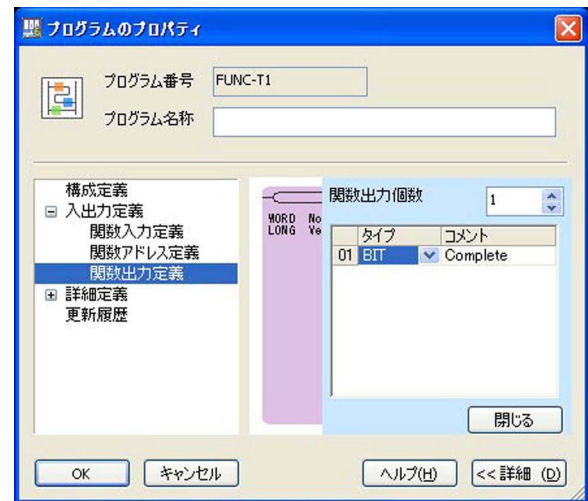 プログラムのプロパティ
プログラム番号 FUNC-T1
プログラム名称
構成定義
入出力定義
関数入力定義
関数アドレス定義
関数出力定義
詳細定義
更新履歴
WORD No
LONG Ve
関数出力個数 1
タイプ コメント
01 BIT Complete
閉じる
OK キャンセル ヘルプ(H) <<詳細 (D)